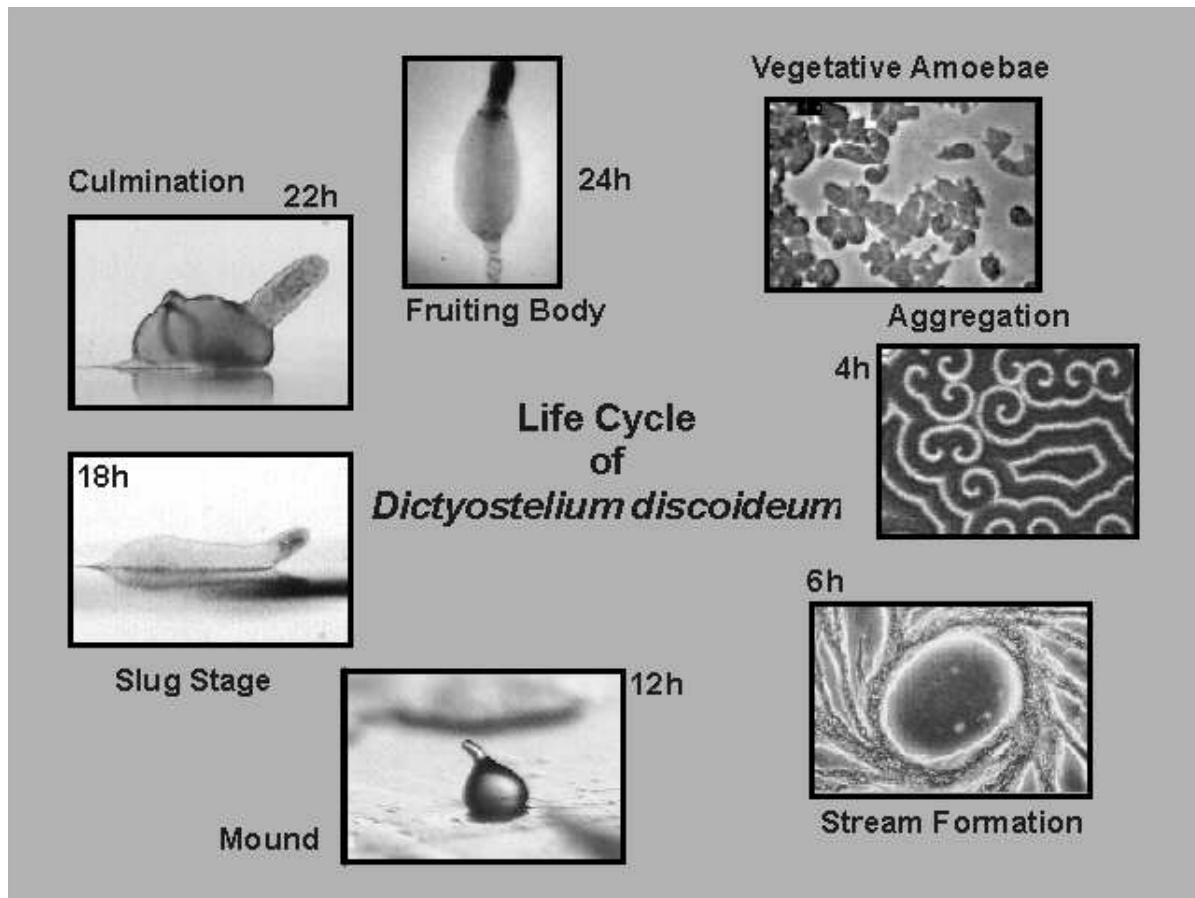 Vegetative Amoebae
Culmination
22h
24h
Fruiting Body
Aggregation
4h
Life Cycle
of
Dictyostelium discoideum
18h
6h
Slug Stage
12h
Stream Formation
Mound